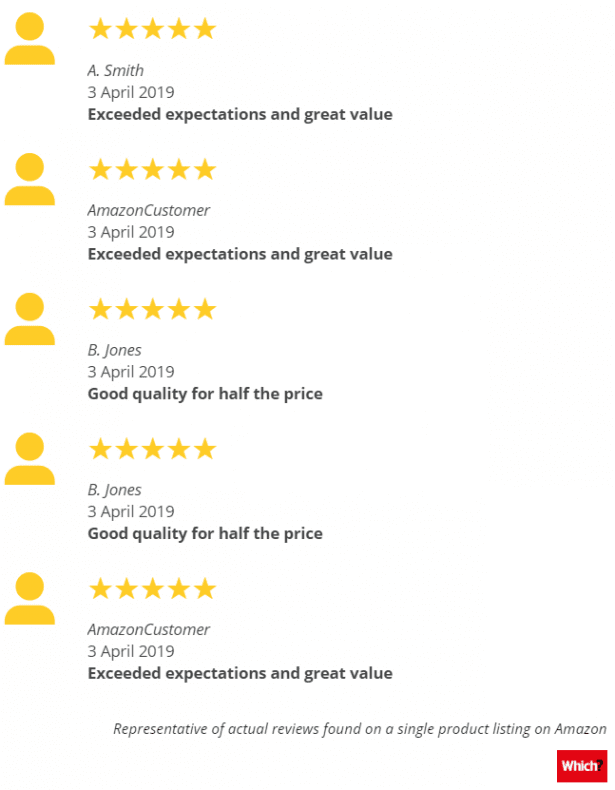 A. Smith
3 April 2019
Exceeded expectations and great value
AmazonCustomer
3 April 2019
Exceeded expectations and great value
B. Jones
3 April 2019
Good quality for half the price
B. Jones
3 April 2019
Good quality for half the price
AmazonCustomer
3 April 2019
Exceeded expectations and great value
Representative of actual reviews found on a single product listing on Amazon
Which?